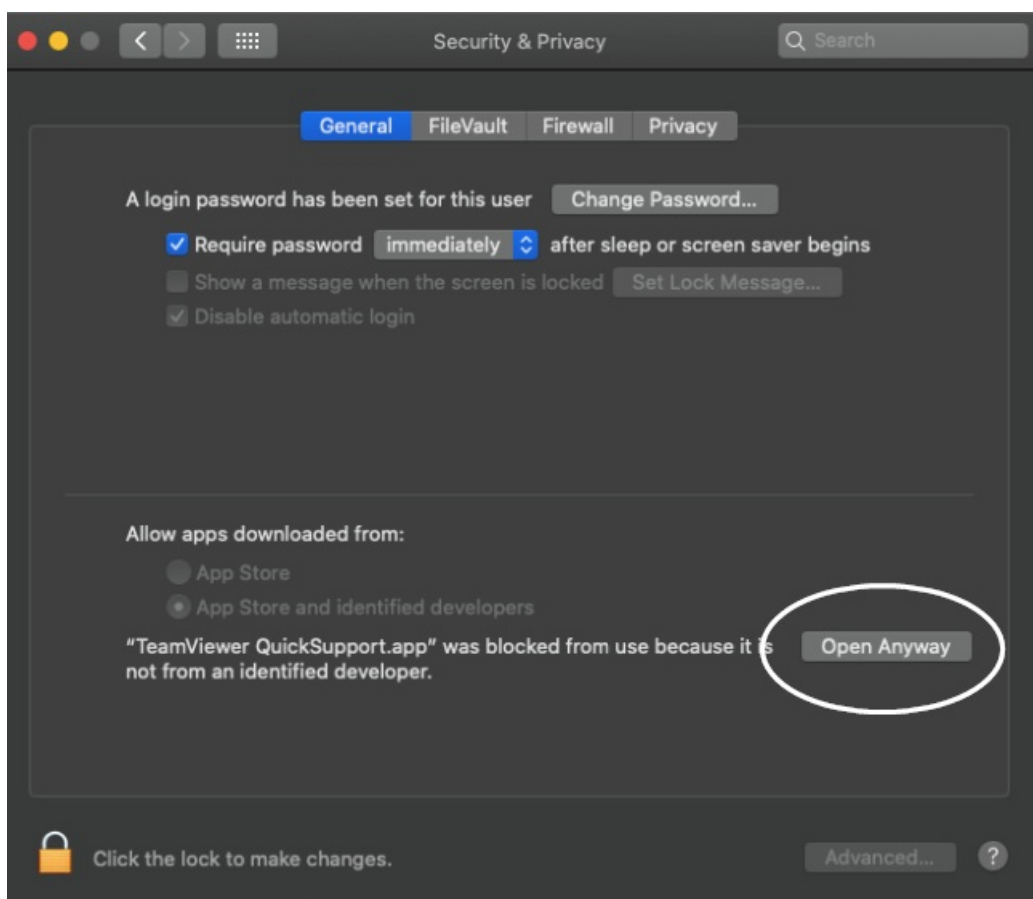 Security & Privacy
Search
General FileVault Firewall Privacy
A login password has been set for this user Change Password...
Require password immediately after sleep or screen saver begins
Show a message when the screen is locked Set Lock Message...
Disable automatic login
Allow apps downloaded from:
App Store
App Store and identified developers
“TeamViewer QuickSupport.app” was blocked from use because it is Open Anyway
not from an identified developer.
Click the lock to make changes. Advanced... ?